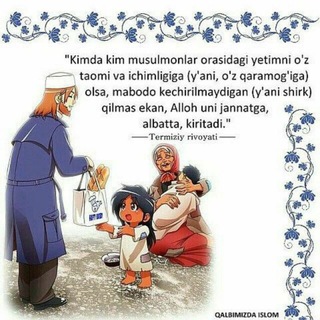 "Kimda kim musulmonlar orasidagi yetimni o'z
taomi va ichimligiga (y'ani, o'z qaramog'iga)
olsa, mabodo kechirilmaydigan (y'ani shirk)
qilmas ekan, Alloh uni jannatga,
albatta, kiritadi."
Termiziy rivoyati
QALBIMIZDA ISLOM